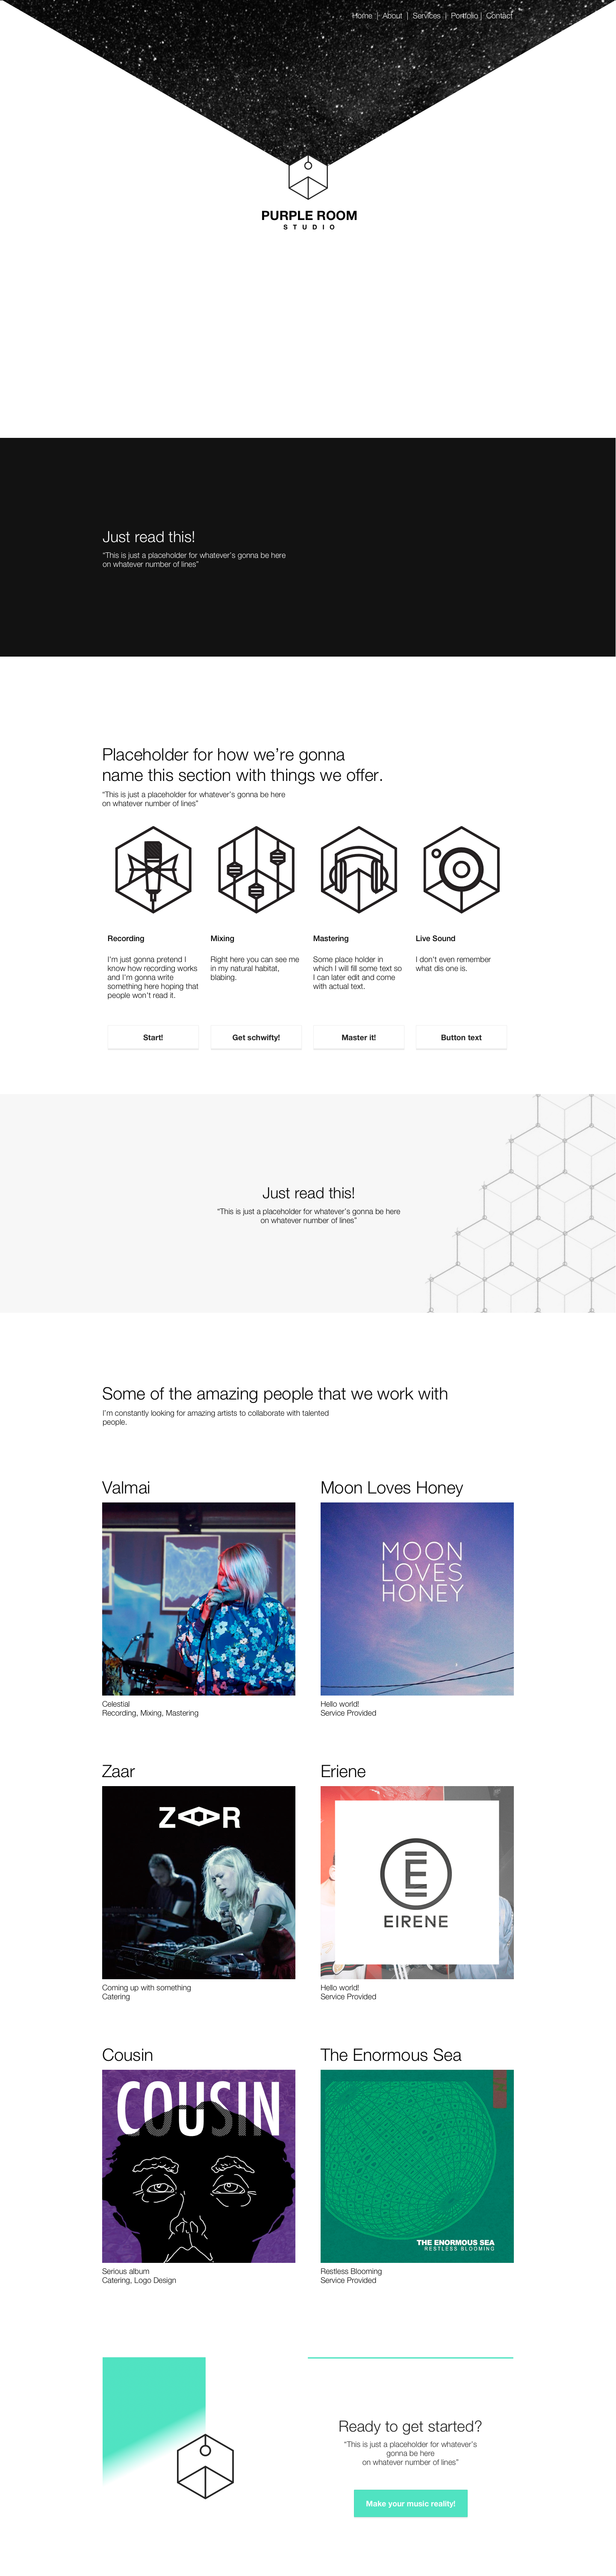 Home | About | Services | Portfolio | Contact
PURPLE ROOM
STUDIO
Just read this!
“This is just a placeholder for whatever’s gonna be here
on whatever number of lines”
Placeholder for how we’re gonna
name this section with things we offer.
“This is just a placeholder for whatever’s gonna be here
on whatever number of lines”
Recording
I’m just gonna pretend I
know how recording works
and I’m gonna write
something here hoping that
people won’t read it.
Start!
Mixing
Right here you can see me
in my natural habitat,
blabing.
Get schwifty!
Mastering
Some place holder in
which I will fill some text so
I can later edit and come
with actual text.
Master it!
Live Sound
I don’t even remember
what dis one is.
Button text
Just read this!
“This is just a placeholder for whatever’s gonna be here
on whatever number of lines”
Some of the amazing people that we work with
I’m constantly looking for amazing artists to collaborate with talented
people.
Valmai
Celestial
Recording, Mixing, Mastering
Moon Loves Honey
MOON
LOVES
HONEY
Hello world!
Service Provided
Zaar
ZAAR
Coming up with something
Catering
Eriene
E
EIRENE
Hello world!
Service Provided
Cousin
COUSIN
Serious album
Catering, Logo Design
The Enormous Sea
THE ENORMOUS SEA
RESTLESS BLOOMING
Restless Blooming
Service Provided
Ready to get started?
“This is just a placeholder for whatever’s
gonna be here
on whatever number of lines”
Make your music reality!